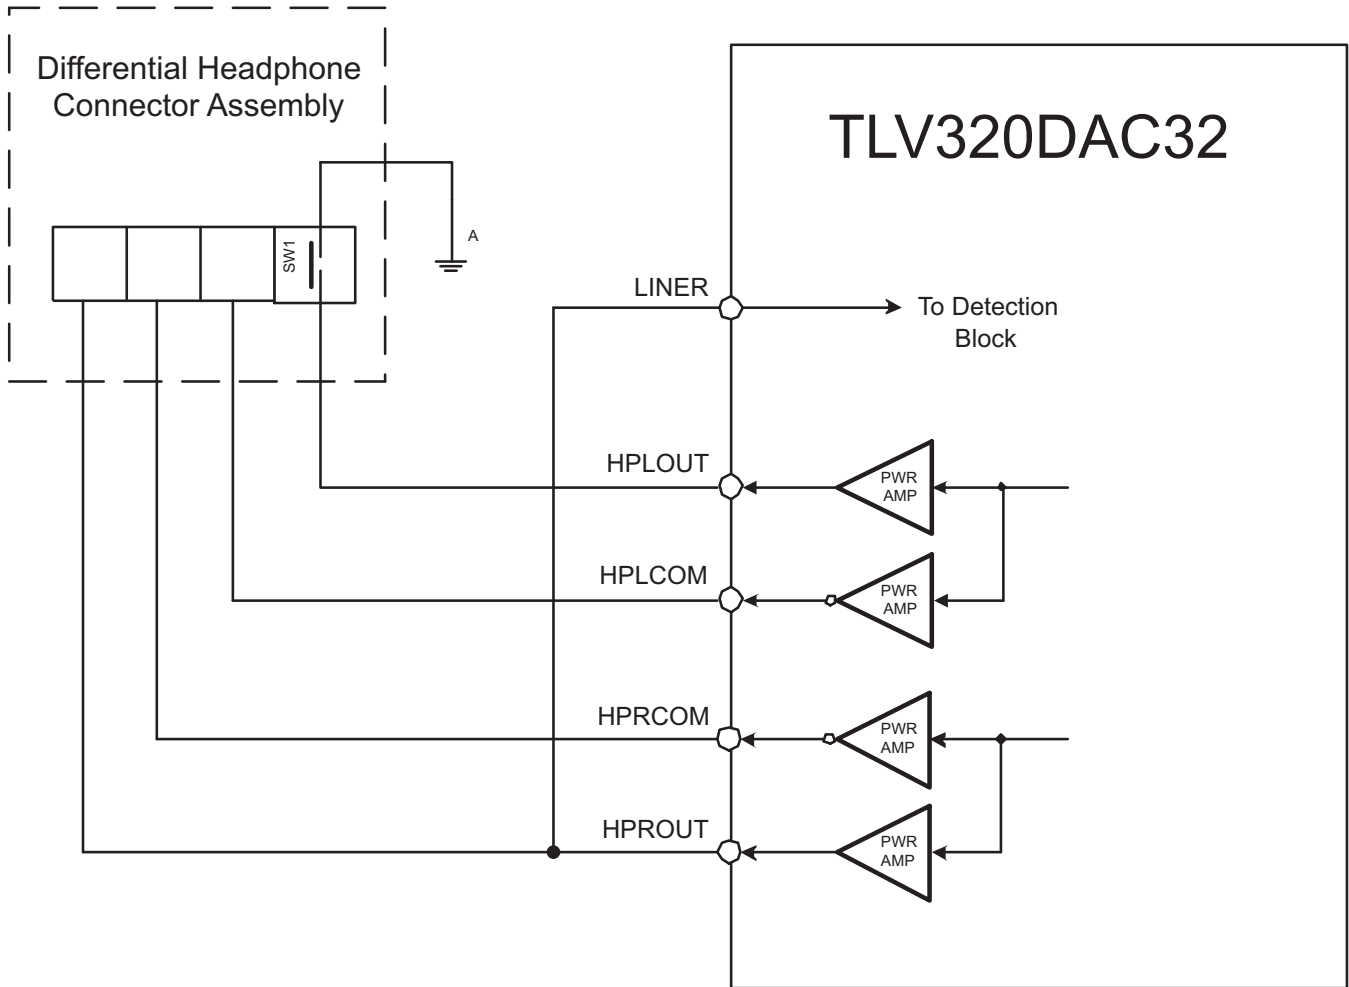 Differential Headphone
Connector Assembly
TLV320DAC32
SW1
A
LINER
To Detection
Block
HPLOUT
PWR
AMP
HPLCOM
PWR
AMP
HPRCOM
PWR
AMP
HPROUT
PWR
AMP